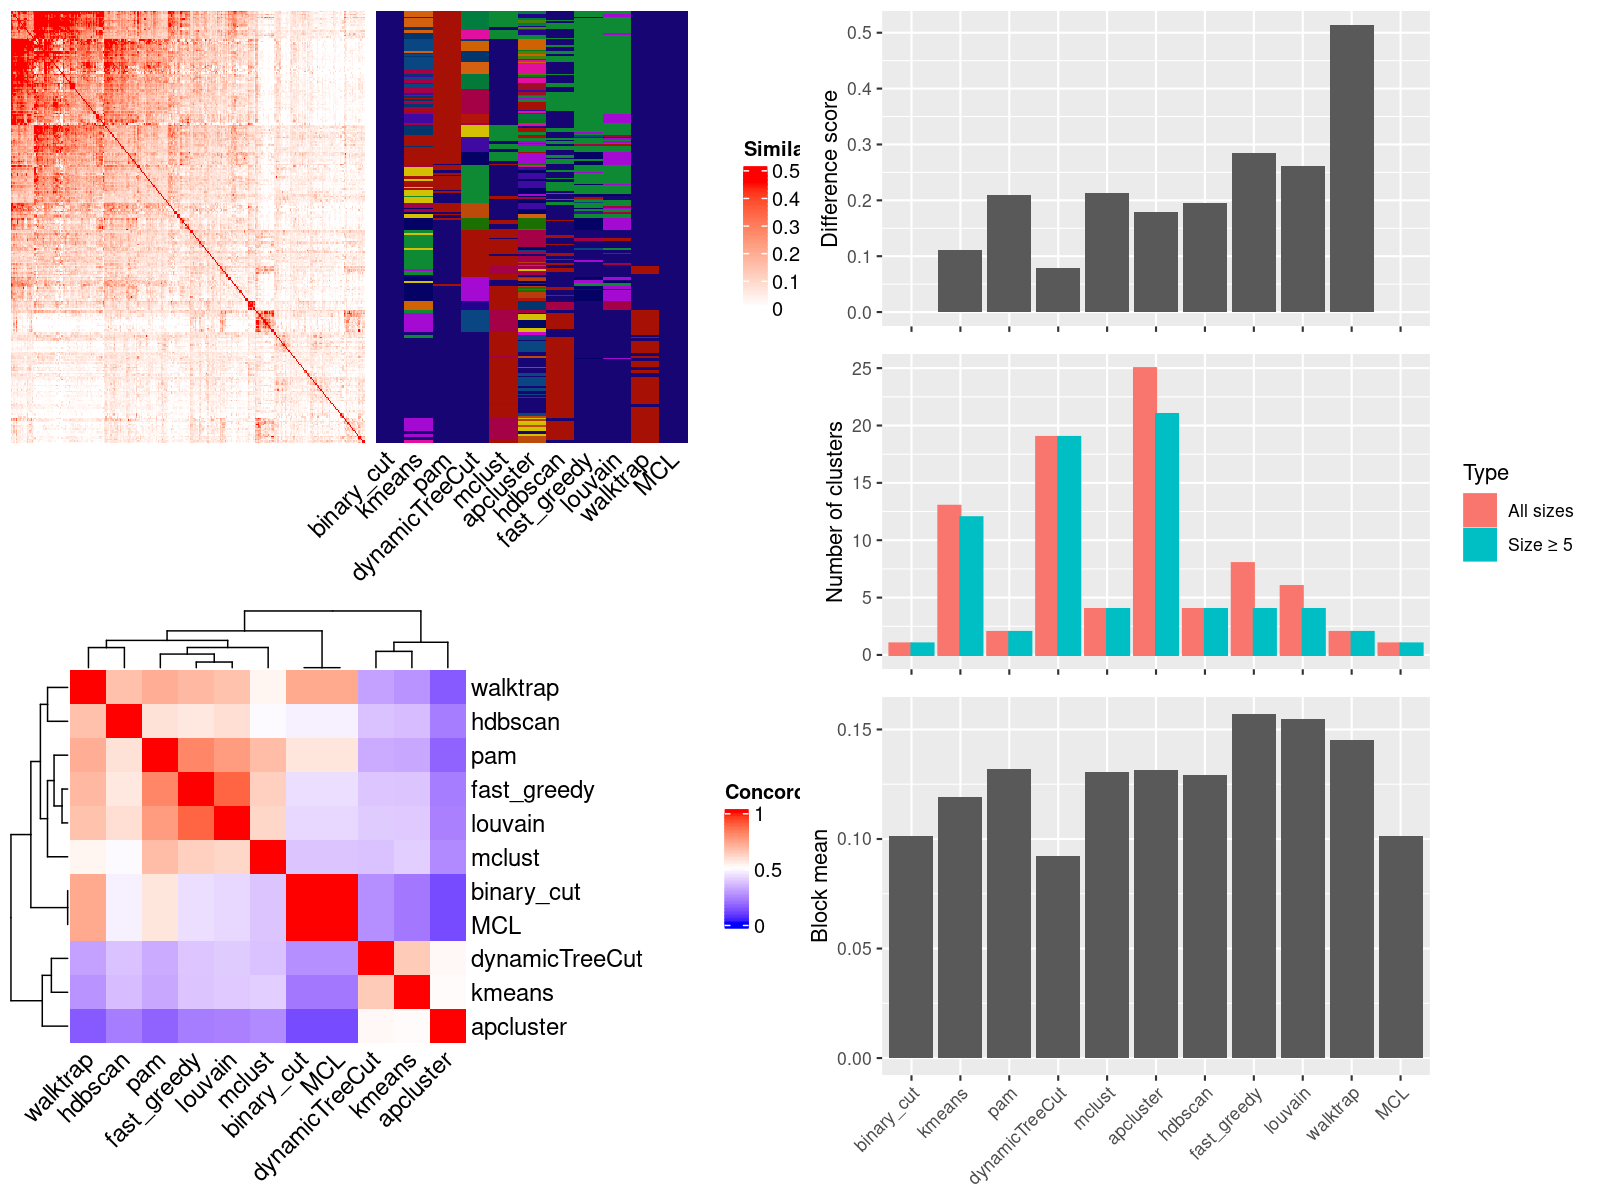 Simila
0.5
0.4
0.3
0.2
0.1
0
binary_cut
kmeans
pam
dynamicTreeCut
mclust
apcluster
hdbscan
fast_greedy
louvain
walktrap
MCL
walktrap
hdbscan
pam
fast_greedy
louvain
mclust
binary_cut
MCL
dynamicTreeCut
kmeans
apcluster
walktrap
hdbscan
pam
fast_greedy
louvain
mclust
binary_cut
MCL
dynamicTreeCut
kmeans
apcluster
Concord
1
0.5
0
Difference score
0.5
0.4
0.3
0.2
0.1
0.0
Number of clusters
25
20
15
10
5
0
Type
All sizes
Size ≥ 5
Block mean
0.15
0.10
0.05
0.00
binary_cut
kmeans
pam
dynamicTreeCut
mclust
apcluster
hdbscan
fast_greedy
louvain
walktrap
MCL